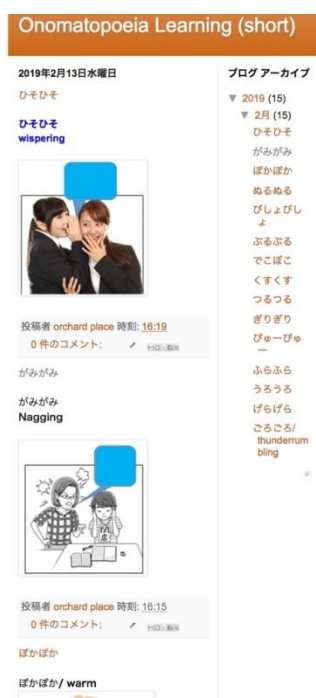 Onomatopoeia Learning (short)
2019年2月13日水曜日
ひそひそ
ひそひそ
wispering
投稿者 orchard place 時刻: 16:19
0 件のコメント:
がみがみ
がみがみ
Nagging
投稿者 orchard place 時刻: 16:15
0 件のコメント:
ぽかぽか
ぽかぽか/ warm
ブログ アーカイブ
▼ 2019 (15)
▼ 2月 (15)
ひそひそ
がみがみ
ぽかぽか
ぬるぬる
びしょびし
ょ
ぶるぶる
でこぼこ
くすくす
つるつる
ぎりぎり
ぴゅーぴゅ
ー
ふらふら
うろうろ
げらげら
ごろごろ/
thunderrum
bling